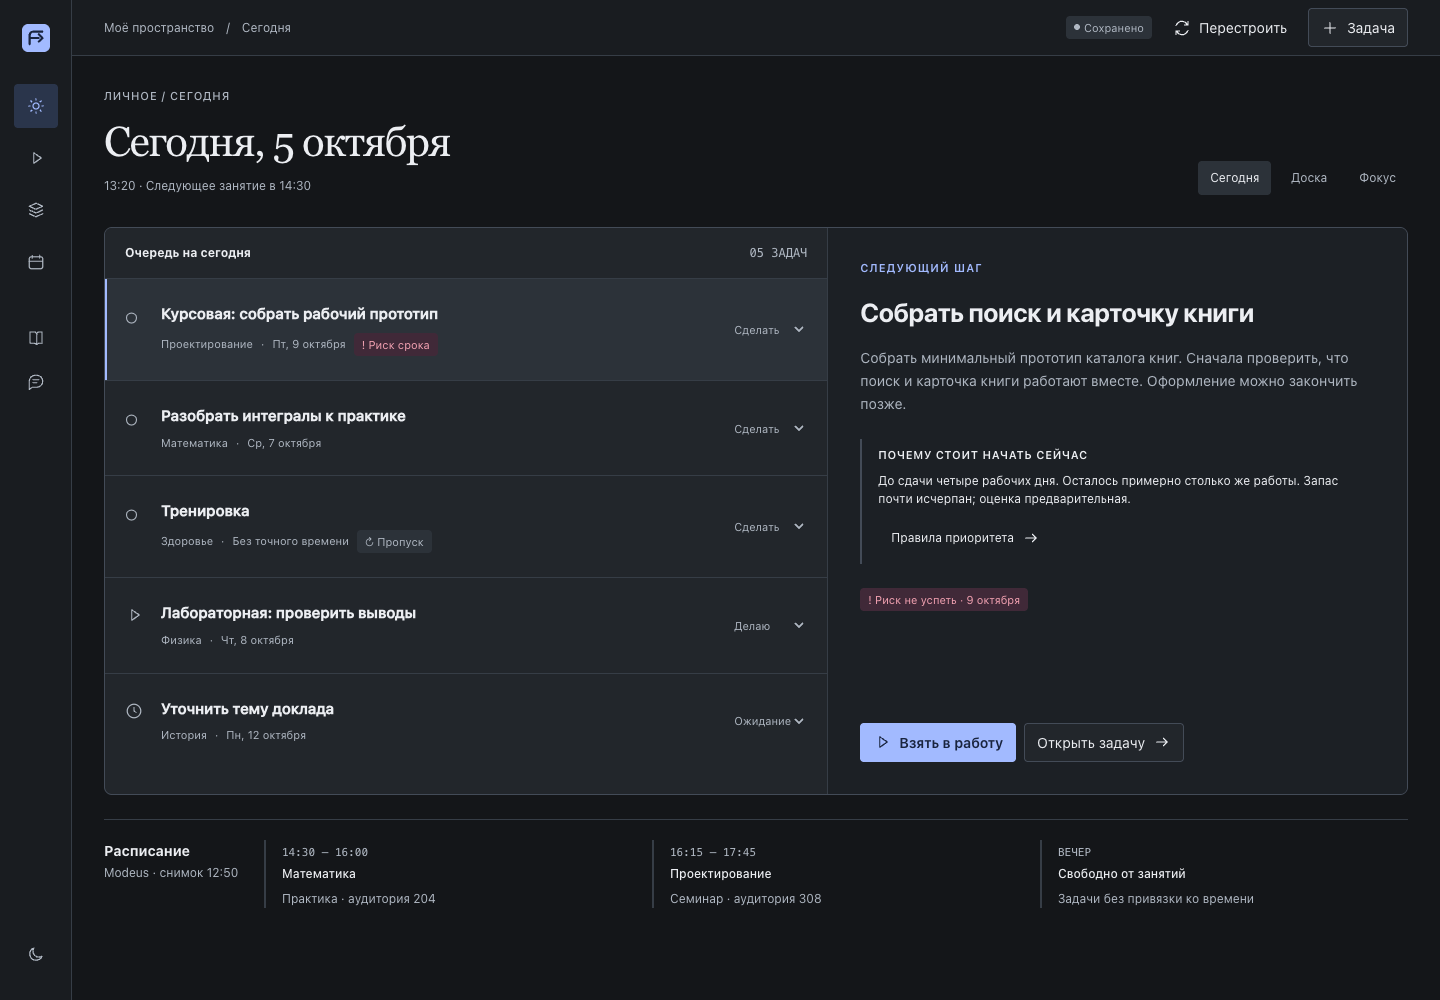 Моё пространство / Сегодня
Сохранено
Перестроить
Задача
ЛИЧНОЕ / СЕГОДНЯ
Сегодня, 5 октября
13:20 · Следующее занятие в 14:30
Сегодня
Доска
Фокус
Очередь на сегодня
05 ЗАДАЧ
Курсовая: собрать рабочий прототип
Проектирование · Пт, 9 октября ! Риск срока
Сделать
Разобрать интегралы к практике
Математика · Ср, 7 октября
Сделать
Тренировка
Здоровье · Без точного времени ↻ Пропуск
Сделать
Лабораторная: проверить выводы
Физика · Чт, 8 октября
Делаю
Уточнить тему доклада
История · Пн, 12 октября
Ожидание
СЛЕДУЮЩИЙ ШАГ
Собрать поиск и карточку книги
Собрать минимальный прототип каталога книг. Сначала проверить, что
поиск и карточка книги работают вместе. Оформление можно закончить
позже.
ПОЧЕМУ СТОИТ НАЧАТЬ СЕЙЧАС
До сдачи четыре рабочих дня. Осталось примерно столько же работы. Запас
почти исчерпан; оценка предварительная.
Правила приоритета →
! Риск не успеть · 9 октября
Взять в работу
Открыть задачу →
Расписание
Modeus · снимок 12:50
14:30 – 16:00
Математика
Практика · аудитория 204
16:15 – 17:45
Проектирование
Семинар · аудитория 308
ВЕЧЕР
Свободно от занятий
Задачи без привязки ко времени